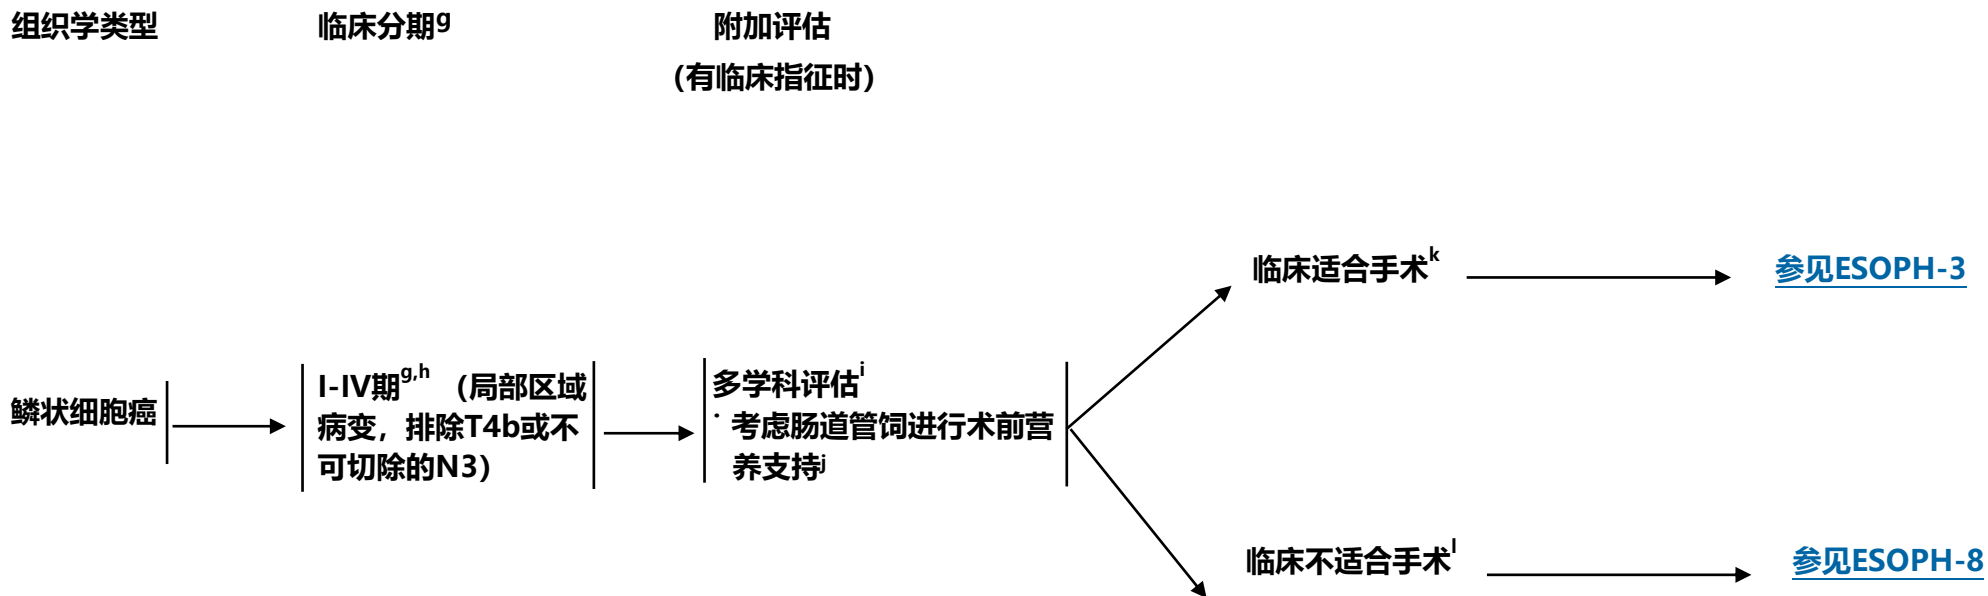 组织学类型
临床分期g
附加评估
(有临床指征时)
临床适合手术k
参见ESOPH-3
鳞状细胞癌
I-IV期g,h (局部区域
病变，排除T4b或不
可切除的N3)
多学科评估i
· 考虑肠道管饲进行术前营
养支持j
临床不适合手术l
参见ESOPH-8